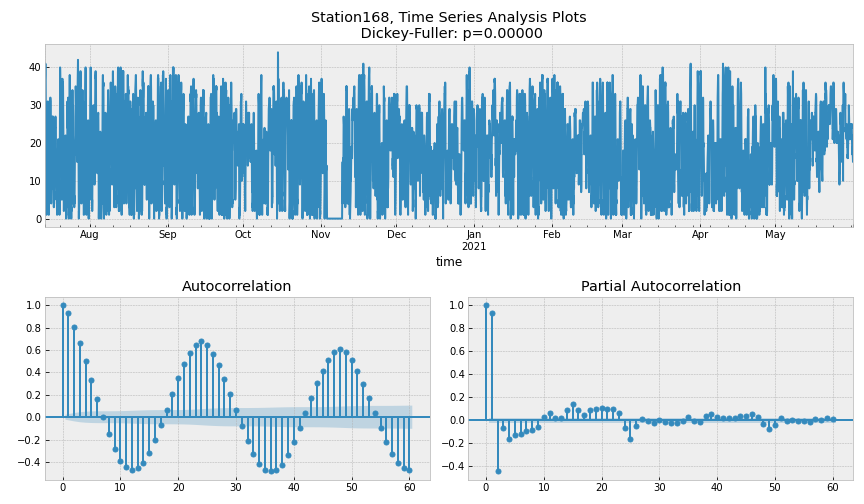 Station168, Time Series Analysis Plots
Dickey-Fuller: p=0.00000
40
30
20
10
0
Aug Sep Oct Nov Dec Jan Feb Mar Apr May
2021
time
Autocorrelation
1.0
0.8
0.6
0.4
0.2
0.0
−0.2
−0.4
0 10 20 30 40 50 60
Partial Autocorrelation
1.0
0.8
0.6
0.4
0.2
0.0
−0.2
−0.4
0 10 20 30 40 50 60